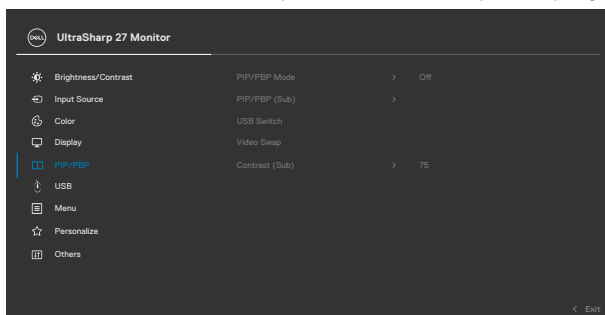 DELL UltraSharp 27 Monitor
Brightness/Contrast PIP/PBP Mode > Off
Input Source PIP/PBP (Sub) >
Color USB Switch
Display Video Swap
PIP/PBP Contrast (Sub) > 75
USB
Menu
Personalize
Others
< Exit